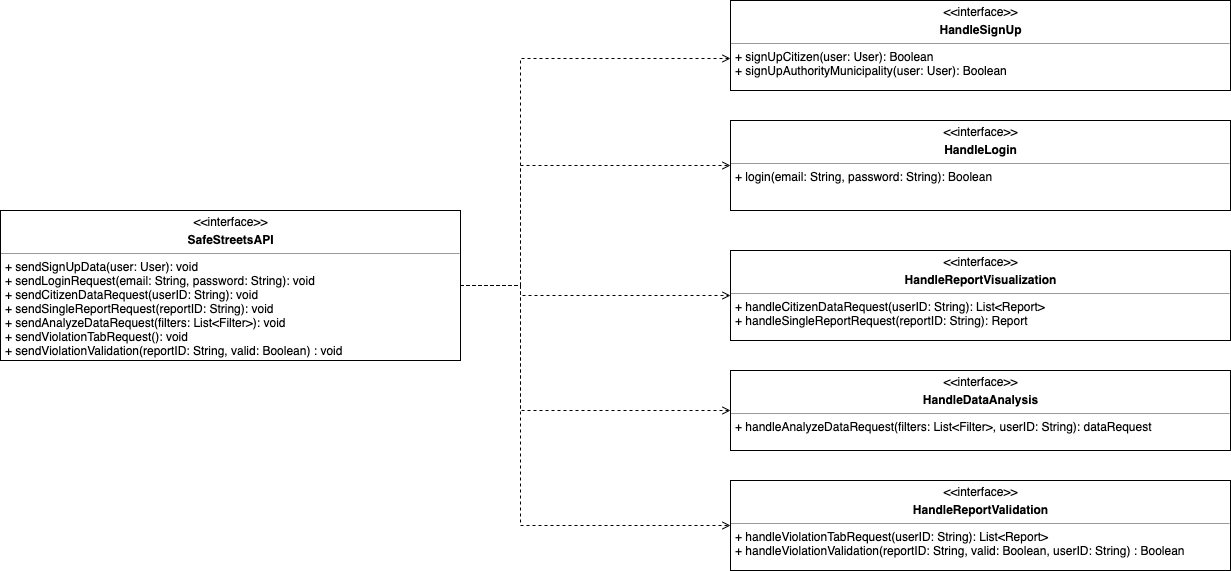 <<interface>>
HandleSignUp
+ signUpCitizen(user: User): Boolean
+ signUpAuthorityMunicipality(user: User): Boolean
<<interface>>
HandleLogin
+ login(email: String, password: String): Boolean
<<interface>>
SafeStreetsAPI
+ sendSignUpData(user: User): void
+ sendLoginRequest(email: String, password: String): void
+ sendCitizenDataRequest(userID: String): void
+ sendSingleReportRequest(reportID: String): void
+ sendAnalyzeDataRequest(filters: List<Filter>): void
+ sendViolationTabRequest(): void
+ sendViolationValidation(reportID: String, valid: Boolean) : void
<<interface>>
HandleReportVisualization
+ handleCitizenDataRequest(userID: String): List<Report>
+ handleSingleReportRequest(reportID: String): Report
<<interface>>
HandleDataAnalysis
+ handleAnalyzeDataRequest(filters: List<Filter>, userID: String): dataRequest
<<interface>>
HandleReportValidation
+ handleViolationTabRequest(userID: String): List<Report>
+ handleViolationValidation(reportID: String, valid: Boolean, userID: String) : Boolean